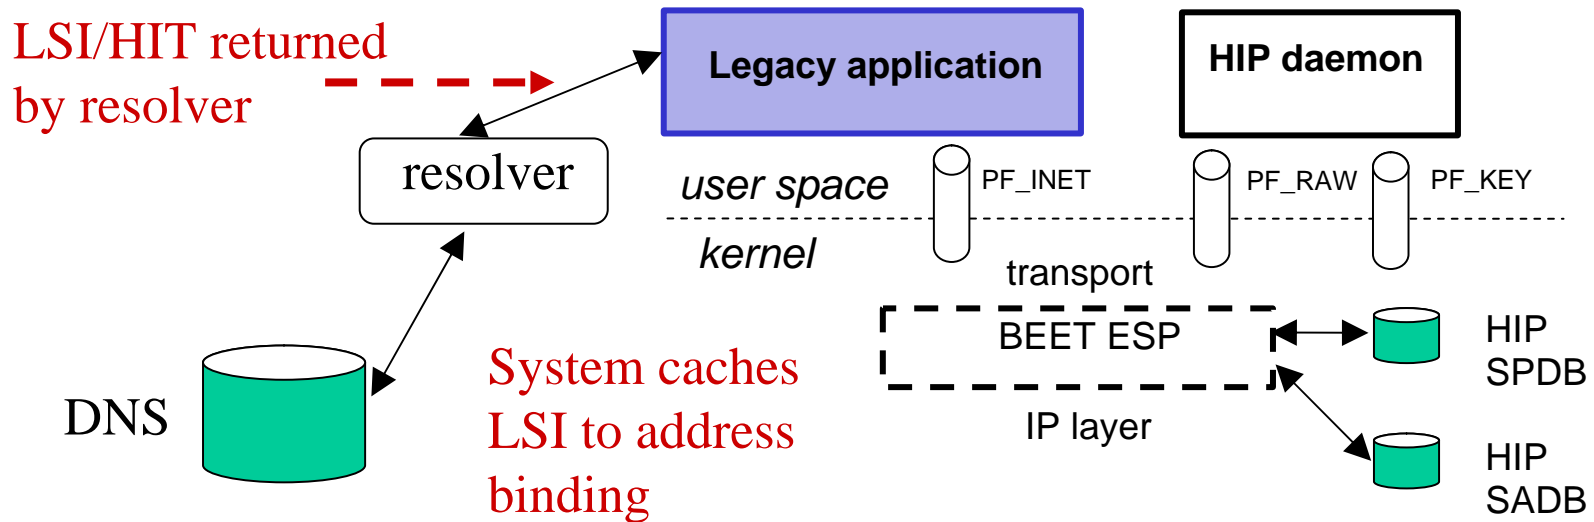 LSI/HIT returned
by resolver
Legacy application
HIP daemon
resolver
user space
PF_INET
PF_RAW
PF_KEY
kernel
transport
BEET ESP
HIP
SPDB
System caches
LSI to address
binding
DNS
IP layer
HIP
SADB